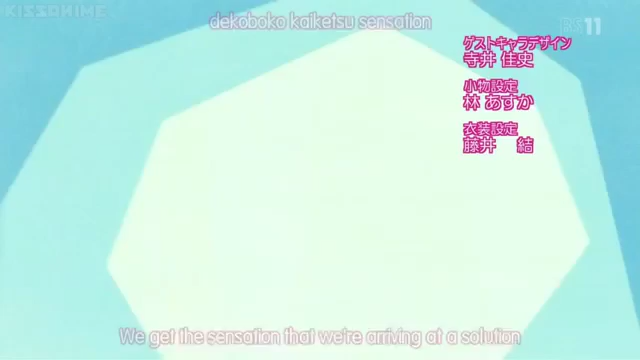 KISSANIME
dekoboko kaiketsu sensation
BS11
ゲストキャラデザイン
寺井 佳史
小物設定
林 あすか
衣装設定
藤井 結
We get the sensation that we're arriving at a solution